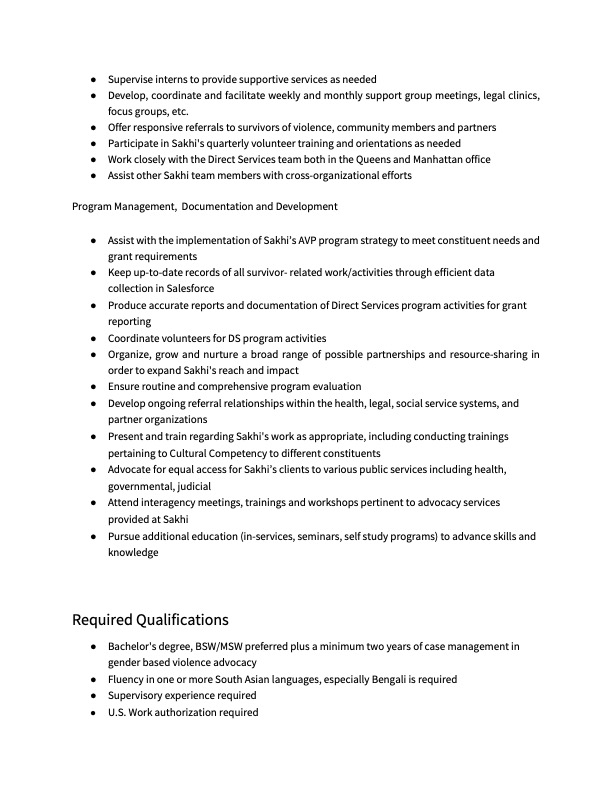 ● Supervise interns to provide supportive services as needed
● Develop, coordinate and facilitate weekly and monthly support group meetings, legal clinics,
focus groups, etc.
● Offer responsive referrals to survivors of violence, community members and partners
● Participate in Sakhi's quarterly volunteer training and orientations as needed
● Work closely with the Direct Services team both in the Queens and Manhattan office
● Assist other Sakhi team members with cross-organizational efforts
Program Management, Documentation and Development
● Assist with the implementation of Sakhi's AVP program strategy to meet constituent needs and
grant requirements
● Keep up-to-date records of all survivor- related work/activities through efficient data
collection in Salesforce
● Produce accurate reports and documentation of Direct Services program activities for grant
reporting
● Coordinate volunteers for DS program activities
● Organize, grow and nurture a broad range of possible partnerships and resource-sharing in
order to expand Sakhi's reach and impact
● Ensure routine and comprehensive program evaluation
● Develop ongoing referral relationships within the health, legal, social service systems, and
partner organizations
● Present and train regarding Sakhi's work as appropriate, including conducting trainings
pertaining to Cultural Competency to different constituents
● Advocate for equal access for Sakhi's clients to various public services including health,
governmental, judicial
● Attend interagency meetings, trainings and workshops pertinent to advocacy services
provided at Sakhi
● Pursue additional education (in-services, seminars, self study programs) to advance skills and
knowledge
Required Qualifications
● Bachelor's degree, BSW/MSW preferred plus a minimum two years of case management in
gender based violence advocacy
● Fluency in one or more South Asian languages, especially Bengali is required
● Supervisory experience required
● U.S. Work authorization required